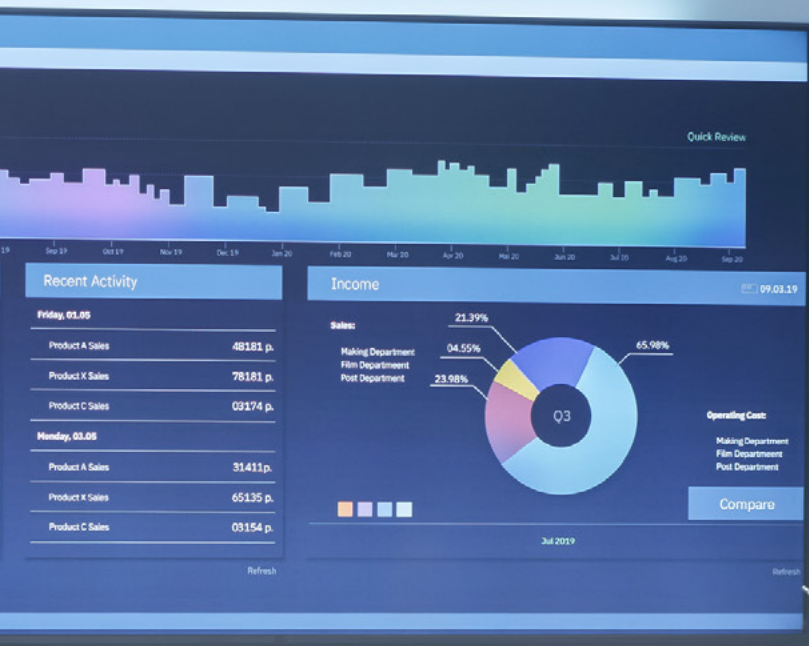 Quick Review
19 Sep 19 Oct 19 Nov 19 Dec 19 Jan 20 Feb 20 Mar 20 Apr 20 Mai 20 Jun 20 Jul 20 Aug 20 Sep 20
Recent Activity
Friday, 01.05
Product A Sales 48181 p.
Product X Sales 78181 p.
Product C Sales 03174 p.
Monday, 03.05
Product A Sales 31411p.
Product X Sales 65135 p.
Product C Sales 03154 p.
Refresh
Income
09.03.19
Sales:
Making Department
Film Departmeent
Post Department
21.39%
04.55%
23.98%
65.98%
Q3
Operating Cost:
Making Department
Film Departmeent
Post Department
Compare
Jul 2019
Refresh